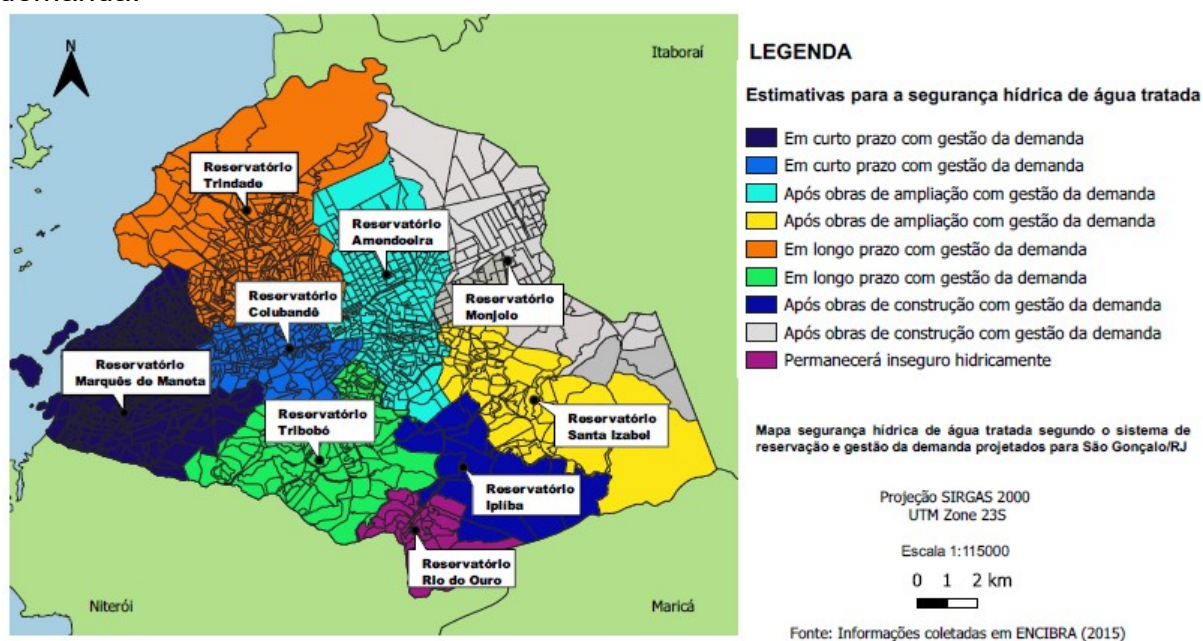 demanda.
N
Itaboraí
Reservatório
Trindade
Reservatório
Amendoeira
Reservatório
Colubandê
Reservatório
Monjolo
Reservatório
Marquês de Maneta
Reservatório
Tribobó
Reservatório
Santa Izabel
Reservatório
Ipiíba
Reservatório
Rio do Ouro
Niterói
Maricá
LEGENDA
Estimativas para a segurança hídrica de água tratada
Em curto prazo com gestão da demanda
Em curto prazo com gestão da demanda
Após obras de ampliação com gestão da demanda
Após obras de ampliação com gestão da demanda
Em longo prazo com gestão da demanda
Em longo prazo com gestão da demanda
Após obras de construção com gestão da demanda
Após obras de construção com gestão da demanda
Permanecerá inseguro hidricamente
Mapa segurança hídrica de água tratada segundo o sistema de
reservação e gestão da demanda projetados para São Gonçalo/RJ
Projeção SIRGAS 2000
UTM Zone 23S
Escala 1:115000
0 1 2 km
Fonte: Informações coletadas em ENCIBRA (2015)